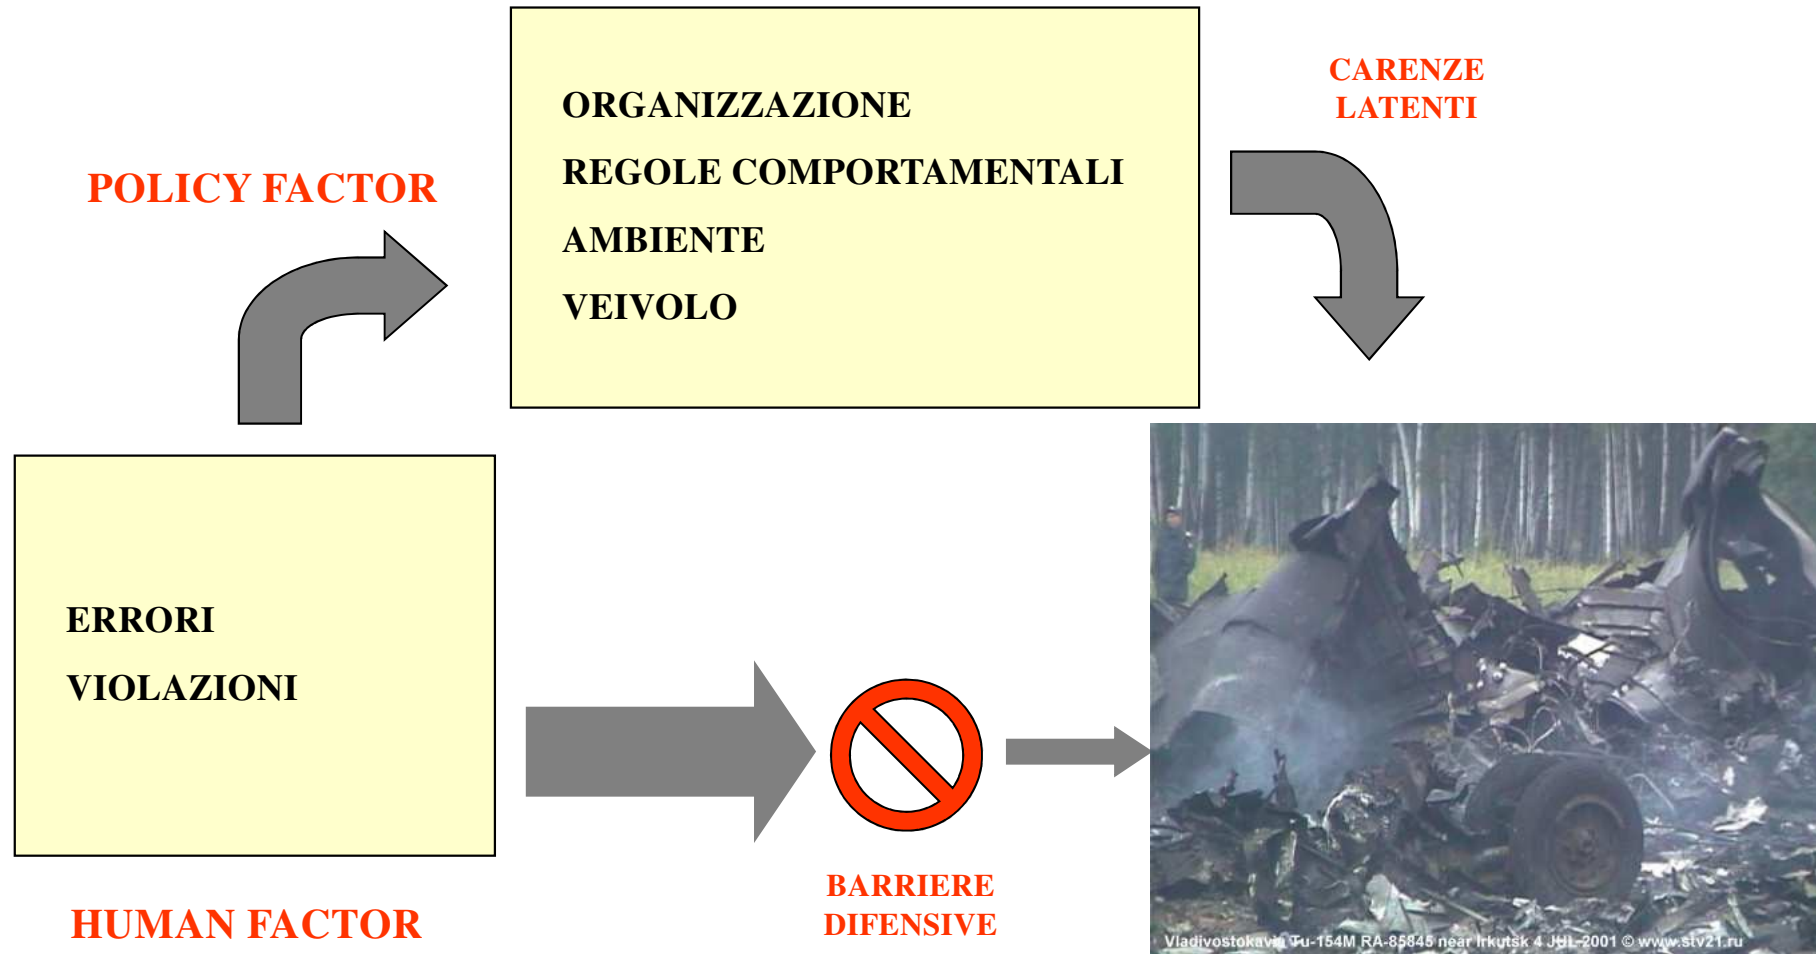 POLICY FACTOR
ORGANIZZAZIONE
REGOLE COMPORTAMENTALI
AMBIENTE
VEIVOLO
CARENZE
LATENTI
ERRORI
VIOLAZIONI
HUMAN FACTOR
BARRIERE
DIFENSIVE
Vladivostokavia Tu-154M RA-85845 near Irkutsk 4 JUL-2001 © www.stv21.ru